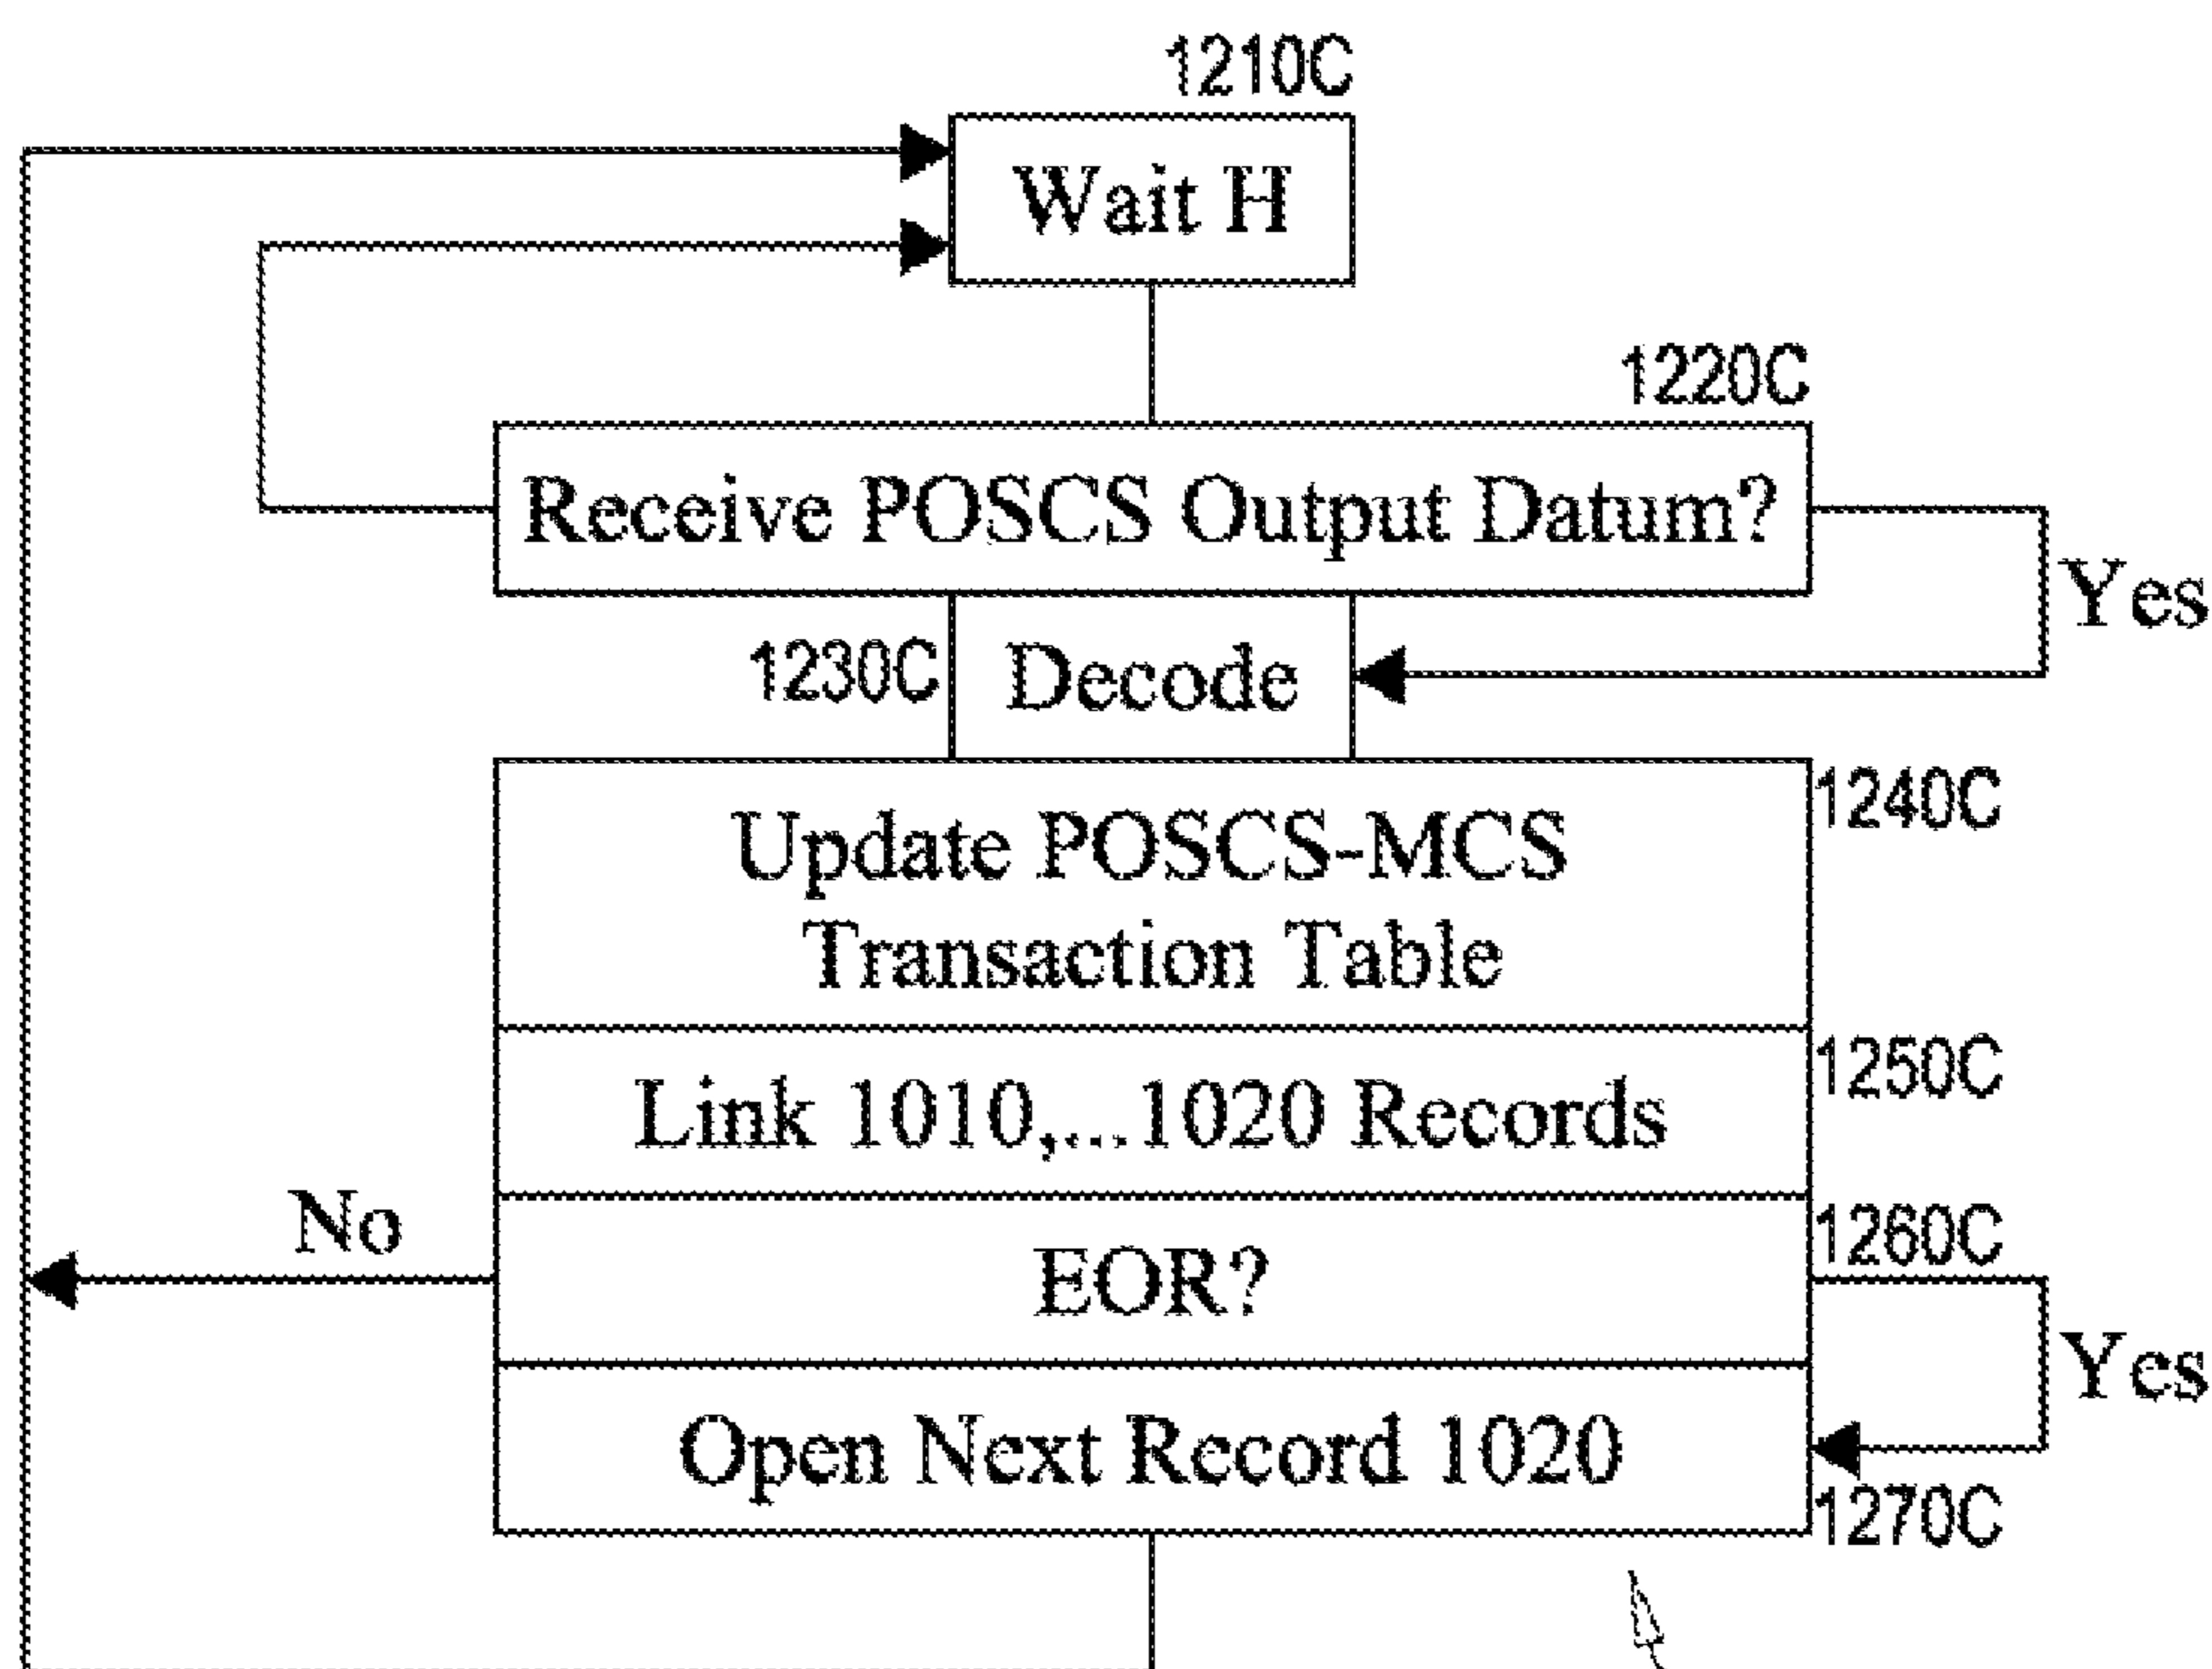 1210C
Wait H
1220C
Receive POSCS Output Datum?
Yes
1230C
Decode
1240C
Update POSCS-MCS
Transaction Table
1250C
Link 1010,...1020 Records
No
1260C
EOR?
Yes
Open Next Record 1020
1270C